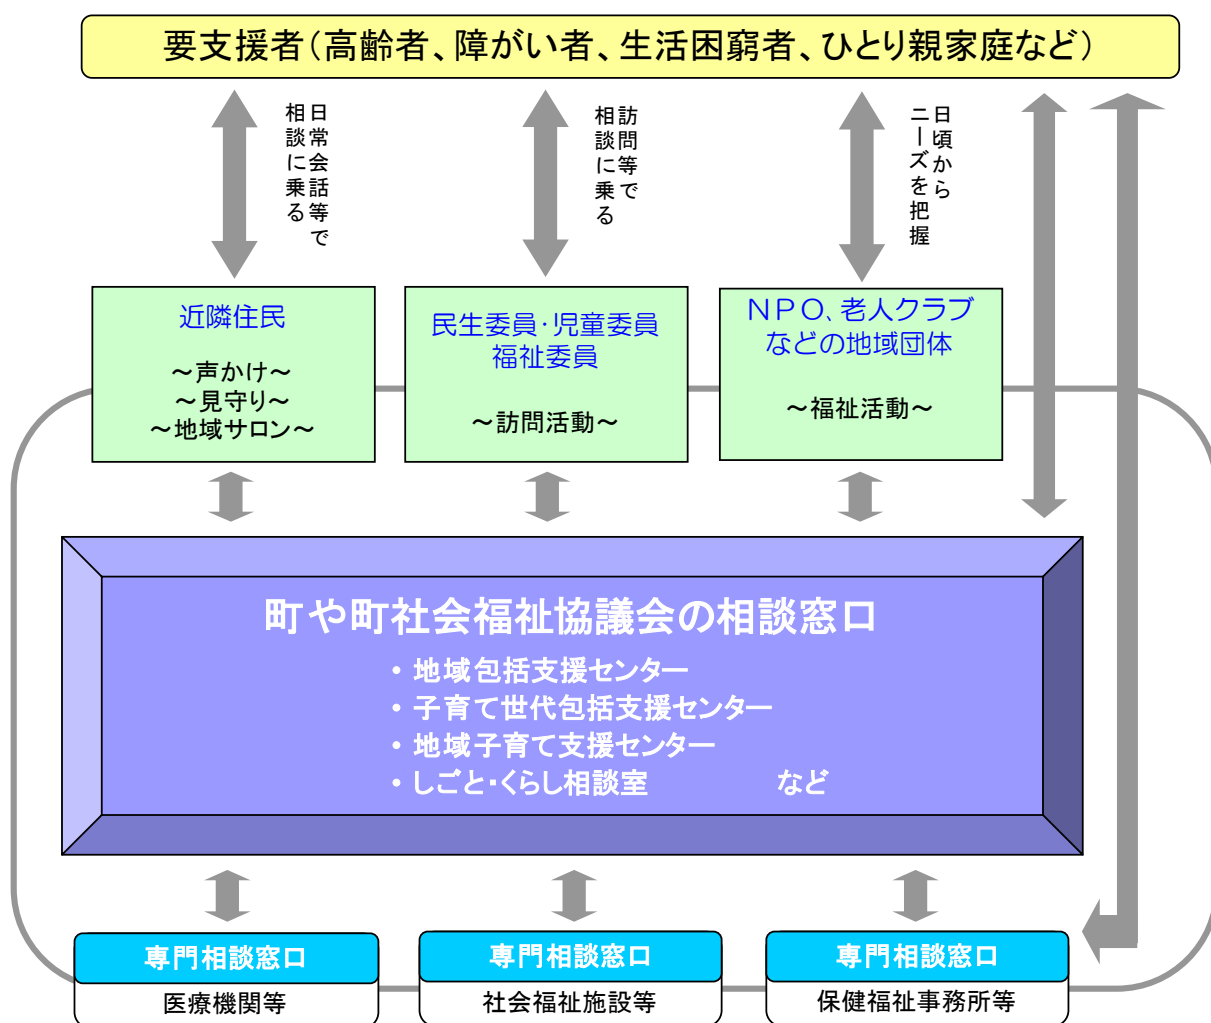 要支援者(高齢者、障がい者、生活困窮者、ひとり親家庭など)
日常会話等で
相談に乗る
訪問等で
相談に乗る
日頃から
ニーズを把握
近隣住民
~声かけ~
~見守り~
~地域サロン~
民生委員・児童委員
福祉委員
~訪問活動~
NPO、老人クラブ
などの地域団体
~福祉活動~
町や町社会福祉協議会の相談窓口
・地域包括支援センター
・子育て世代包括支援センター
・地域子育て支援センター
・しごと・くらし相談室 など
専門相談窓口
医療機関等
専門相談窓口
社会福祉施設等
専門相談窓口
保健福祉事務所等